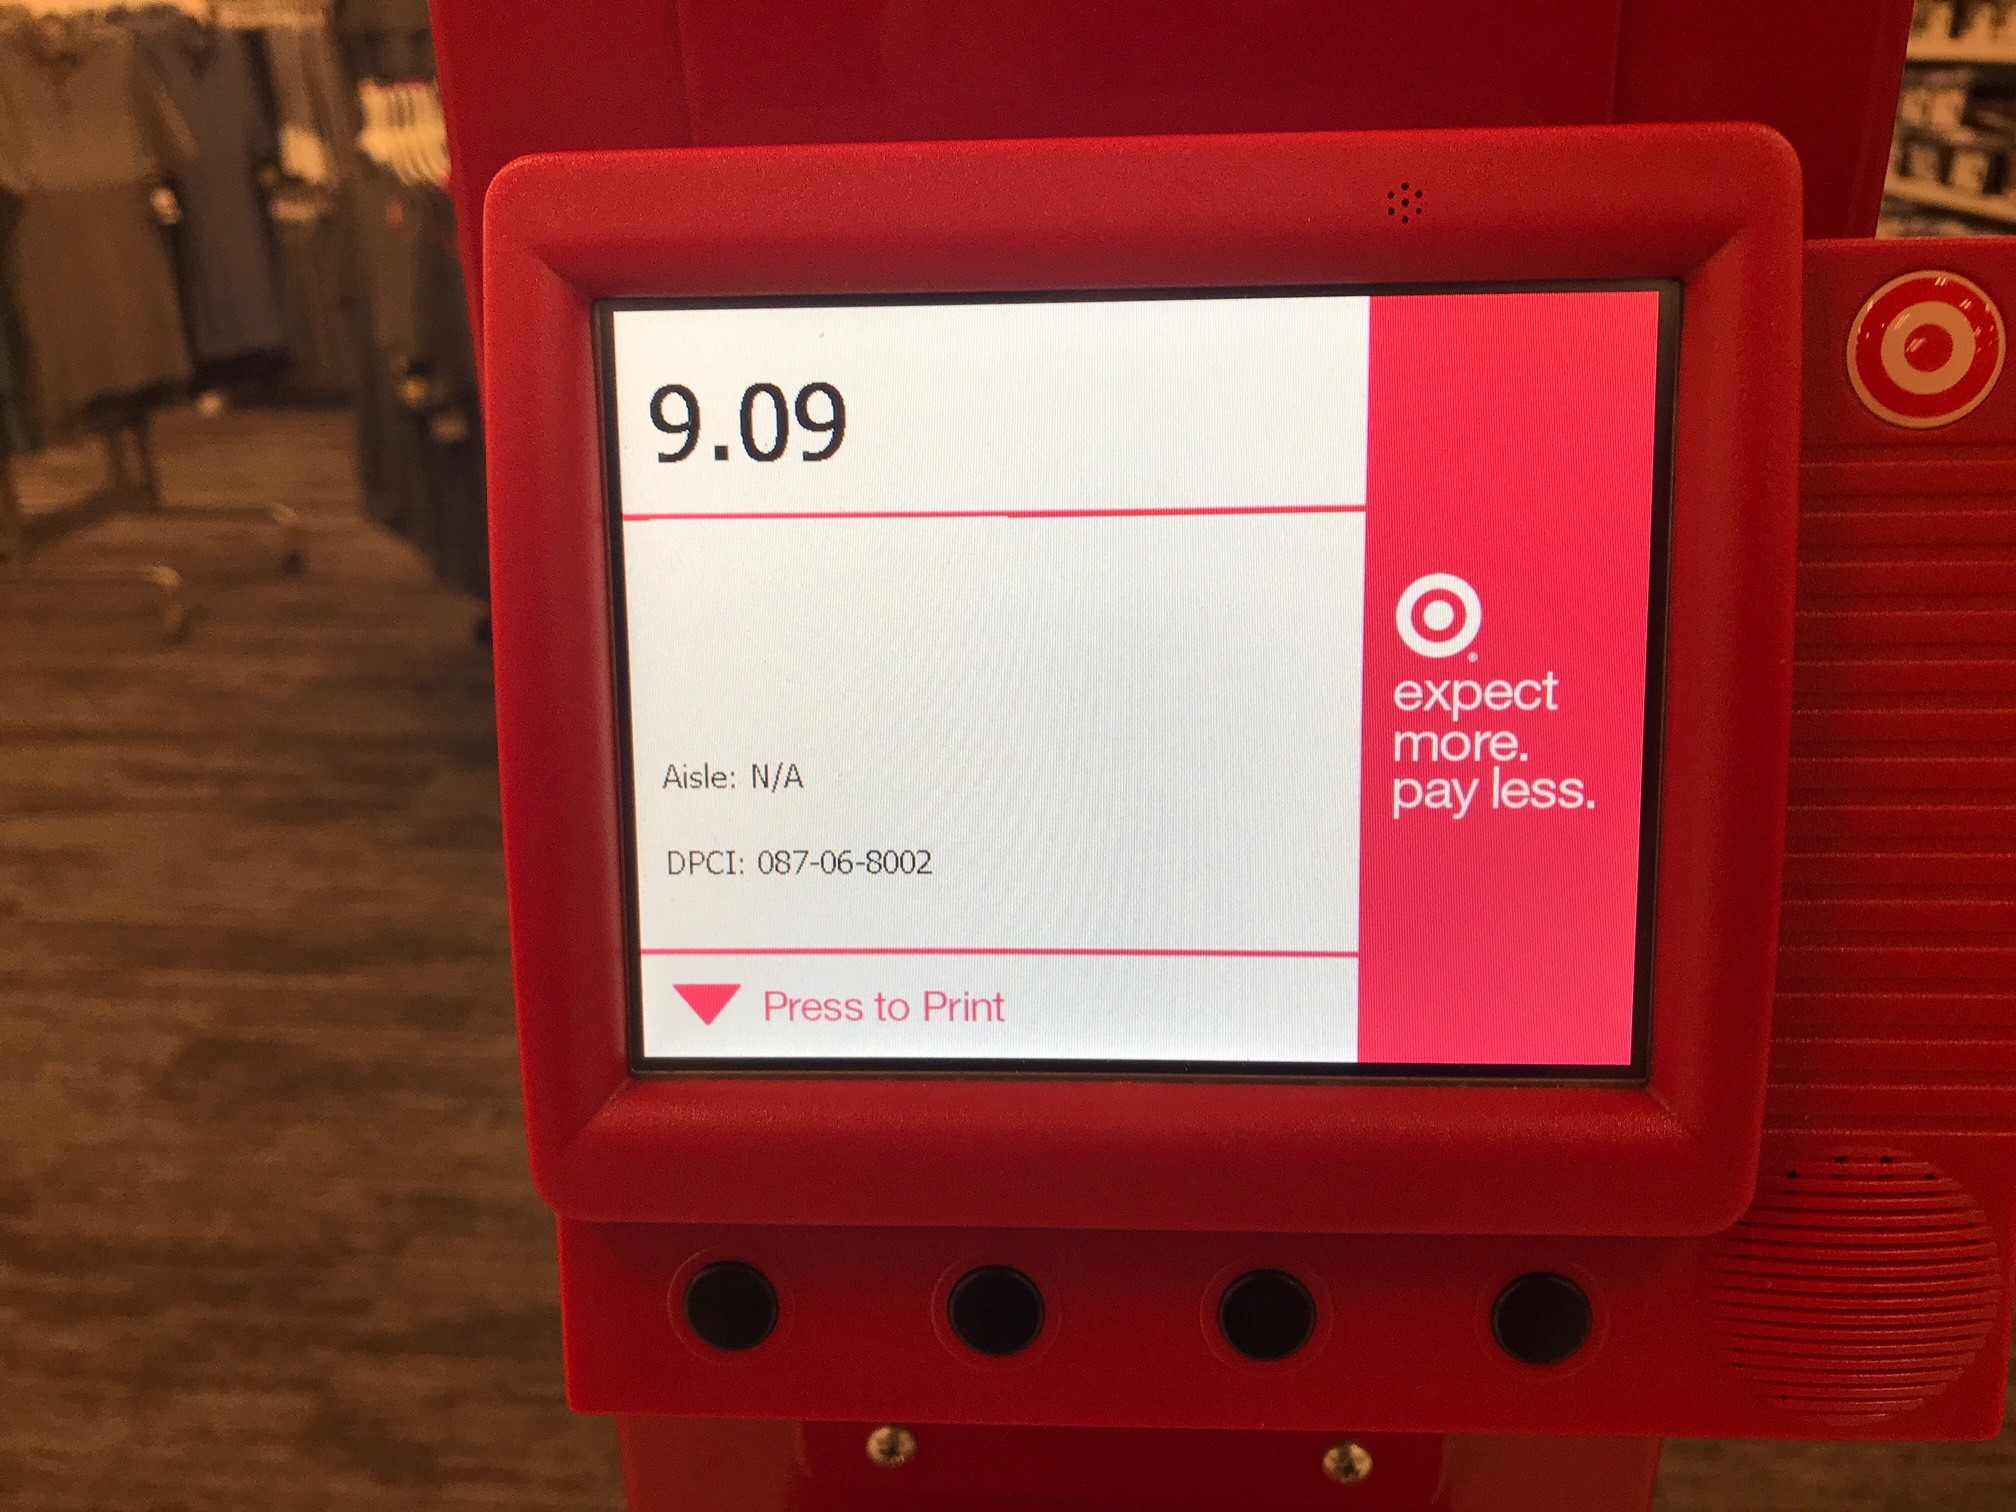 9.09
Aisle: N/A
DPCI: 087-06-8002
Press to Print
expect
more.
pay less.